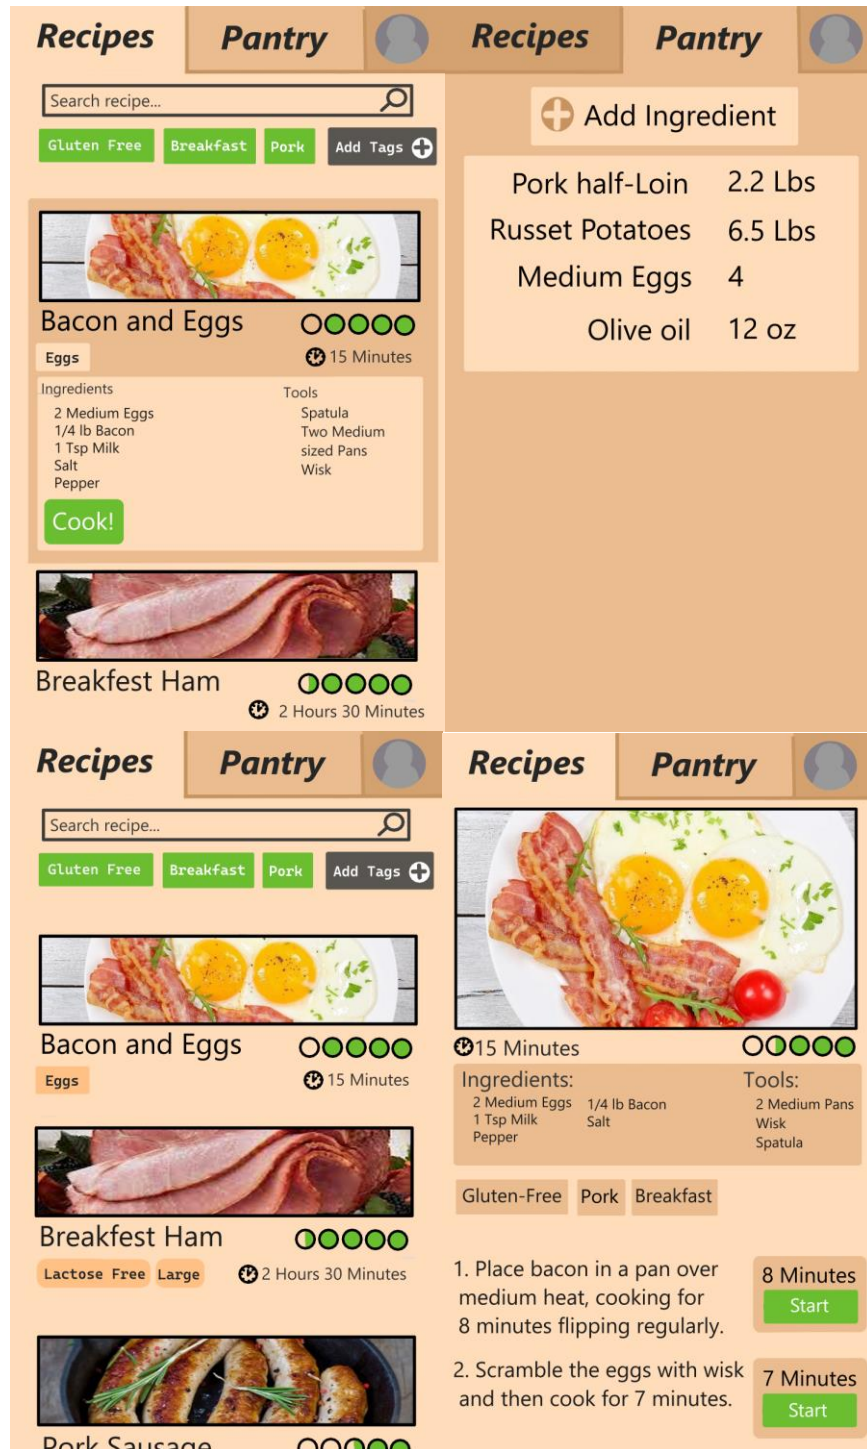 Recipes
Pantry
Search recipe...
Gluten Free
Breakfast
Pork
Add Tags
Bacon and Eggs
Eggs
15 Minutes
Ingredients
2 Medium Eggs
1/4 lb Bacon
1 Tsp Milk
Salt
Pepper
Tools
Spatula
Two Medium
sized Pans
Wisk
Cook!
Breakfest Ham
2 Hours 30 Minutes
Recipes
Pantry
Add Ingredient
Pork half-Loin 2.2 Lbs
Russet Potatoes 6.5 Lbs
Medium Eggs 4
Olive oil 12 oz
Recipes
Pantry
Search recipe...
Gluten Free
Breakfast
Pork
Add Tags
Bacon and Eggs
Eggs
15 Minutes
Breakfest Ham
Lactose Free
Large
2 Hours 30 Minutes
Pork Sausage
Recipes
Pantry
15 Minutes
Ingredients:
2 Medium Eggs
1 Tsp Milk
Pepper
1/4 lb Bacon
Salt
Tools:
2 Medium Pans
Wisk
Spatula
Gluten-Free
Pork
Breakfast
1. Place bacon in a pan over
medium heat, cooking for
8 minutes flipping regularly.
8 Minutes
Start
2. Scramble the eggs with wisk
and then cook for 7 minutes.
7 Minutes
Start